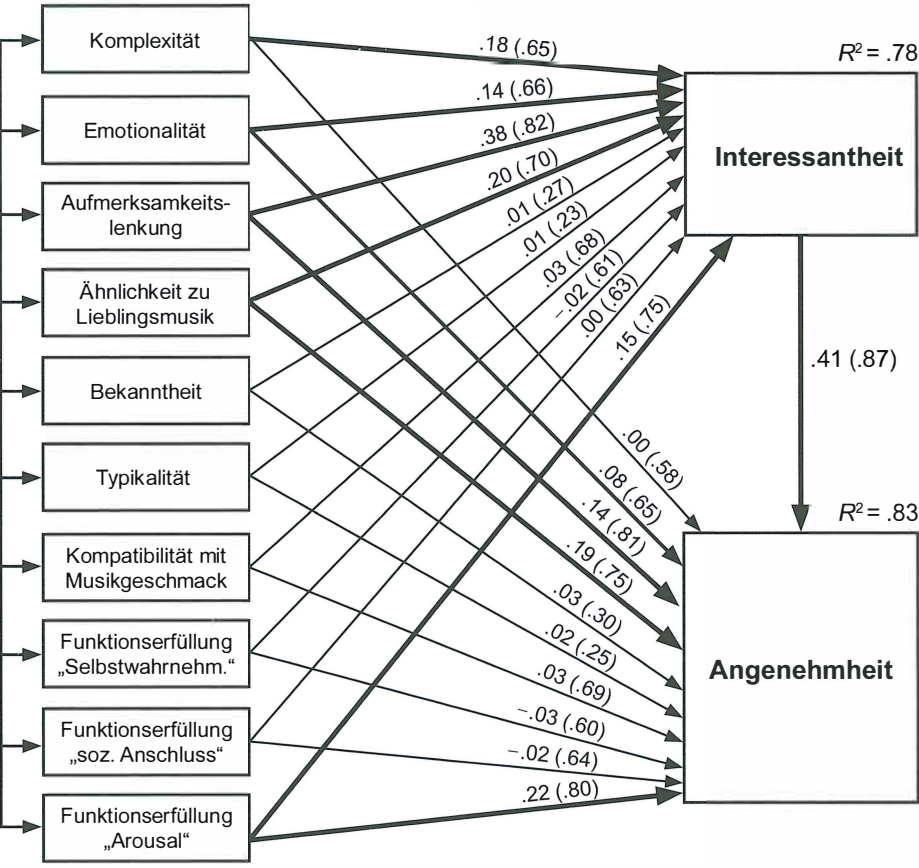 Komplexität
Emotionalität
Aufmerksamkeits-
lenkung
Ähnlichkeit zu
Lieblingsmusik
Bekanntheit
Typikalität
Kompatibilität mit
Musikgeschmack
Funktionserfüllung
„Selbstwahrnehm.“
Funktionserfüllung
„soz. Anschluss“
Funktionserfüllung
„Arousal“
.18 (.65)
.14 (.66)
.38 (.82)
.20 (.70)
.01 (.27)
.01 (.23)
.03 (.68)
−.02 (.61)
.00 (.63)
.15 (.75)
R² = .78
Interessantheit
.41 (.87)
.00 (.58)
.08 (.65)
.14 (.81)
.19 (.75)
.03 (.30)
.02 (.25)
.03 (.69)
−.03 (.60)
−.02 (.64)
.22 (.80)
R² = .83
Angenehmheit